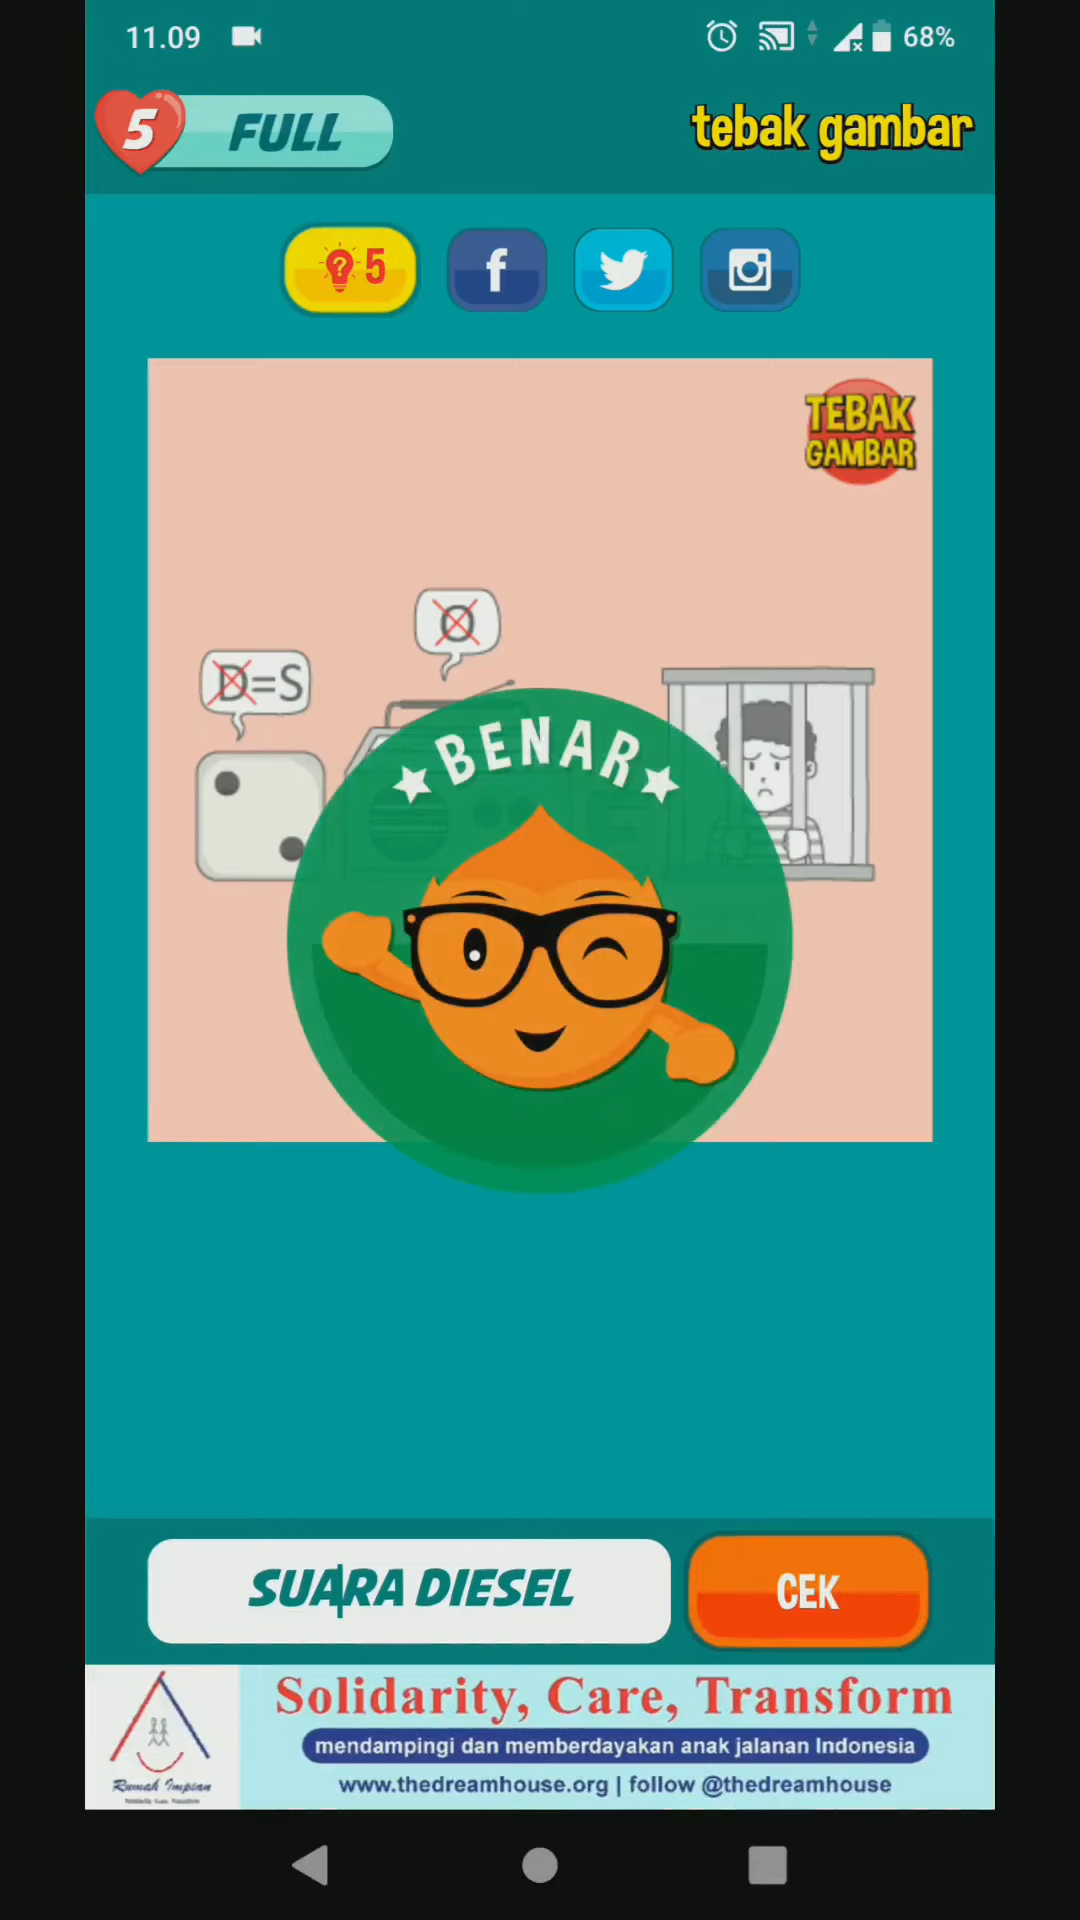 11.09
68%
5
FULL
tebak gambar
? 5
f
TEBAK
GAMBAR
O
D=S
BENAR
SUARA DIESEL
CEK
Solidarity, Care, Transform
mendampingi dan memberdayakan anak jalanan Indonesia
Rumah Impian
www.thedreamhouse.org | follow @thedreamhouse